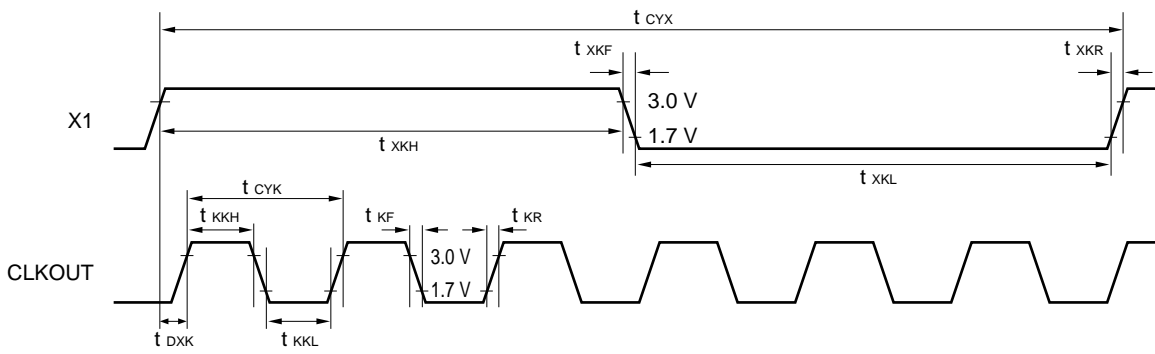 t CYX
t XKF
t XKR
3.0 V
X1
1.7 V
t XKH
t XKL
t CYK
t KKH
t KF
t KR
3.0 V
CLKOUT
1.7 V
t DXK
t KKL